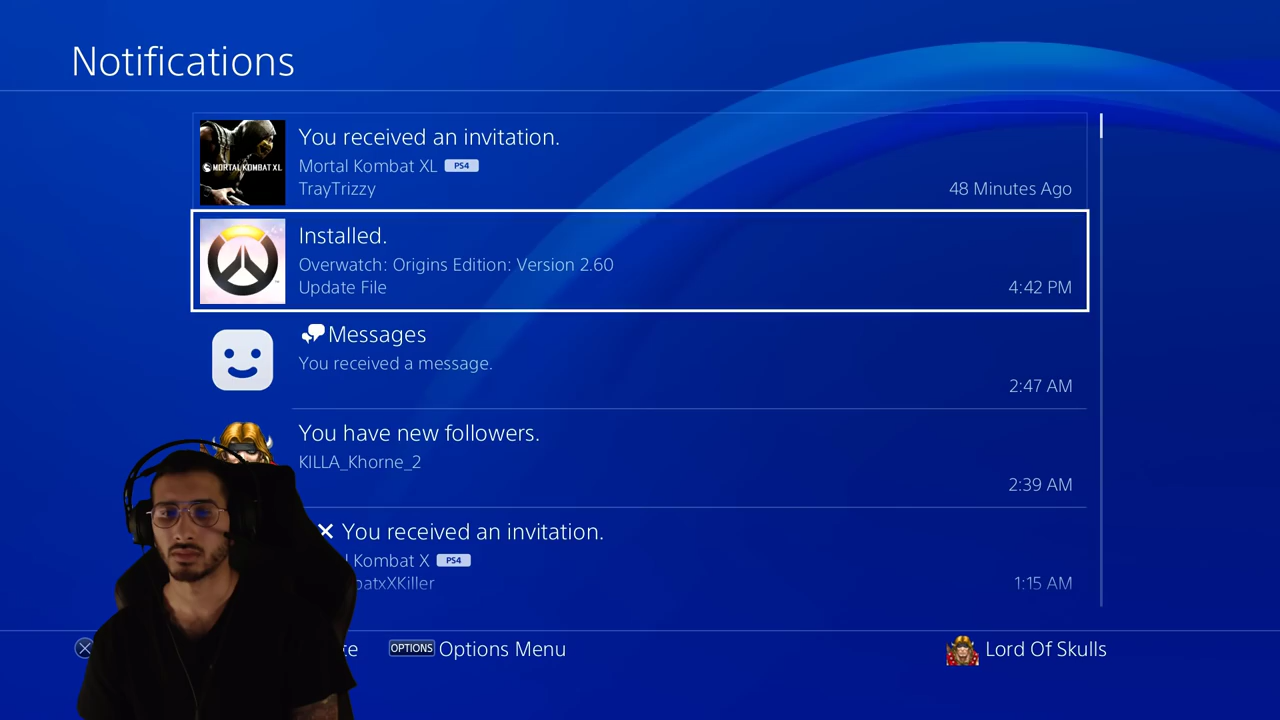 Notifications
You received an invitation.
MORTAL KOMBAT XL
Mortal Kombat XL PS4
TrayTrizzy
48 Minutes Ago
Installed.
Overwatch: Origins Edition: Version 2.60
Update File
4:42 PM
Messages
You received a message.
2:47 AM
You have new followers.
KILLA_Khorne_2
2:39 AM
You received an invitation.
Kombat X PS4
batxXKiller
1:15 AM
OPTIONS Options Menu
Lord Of Skulls